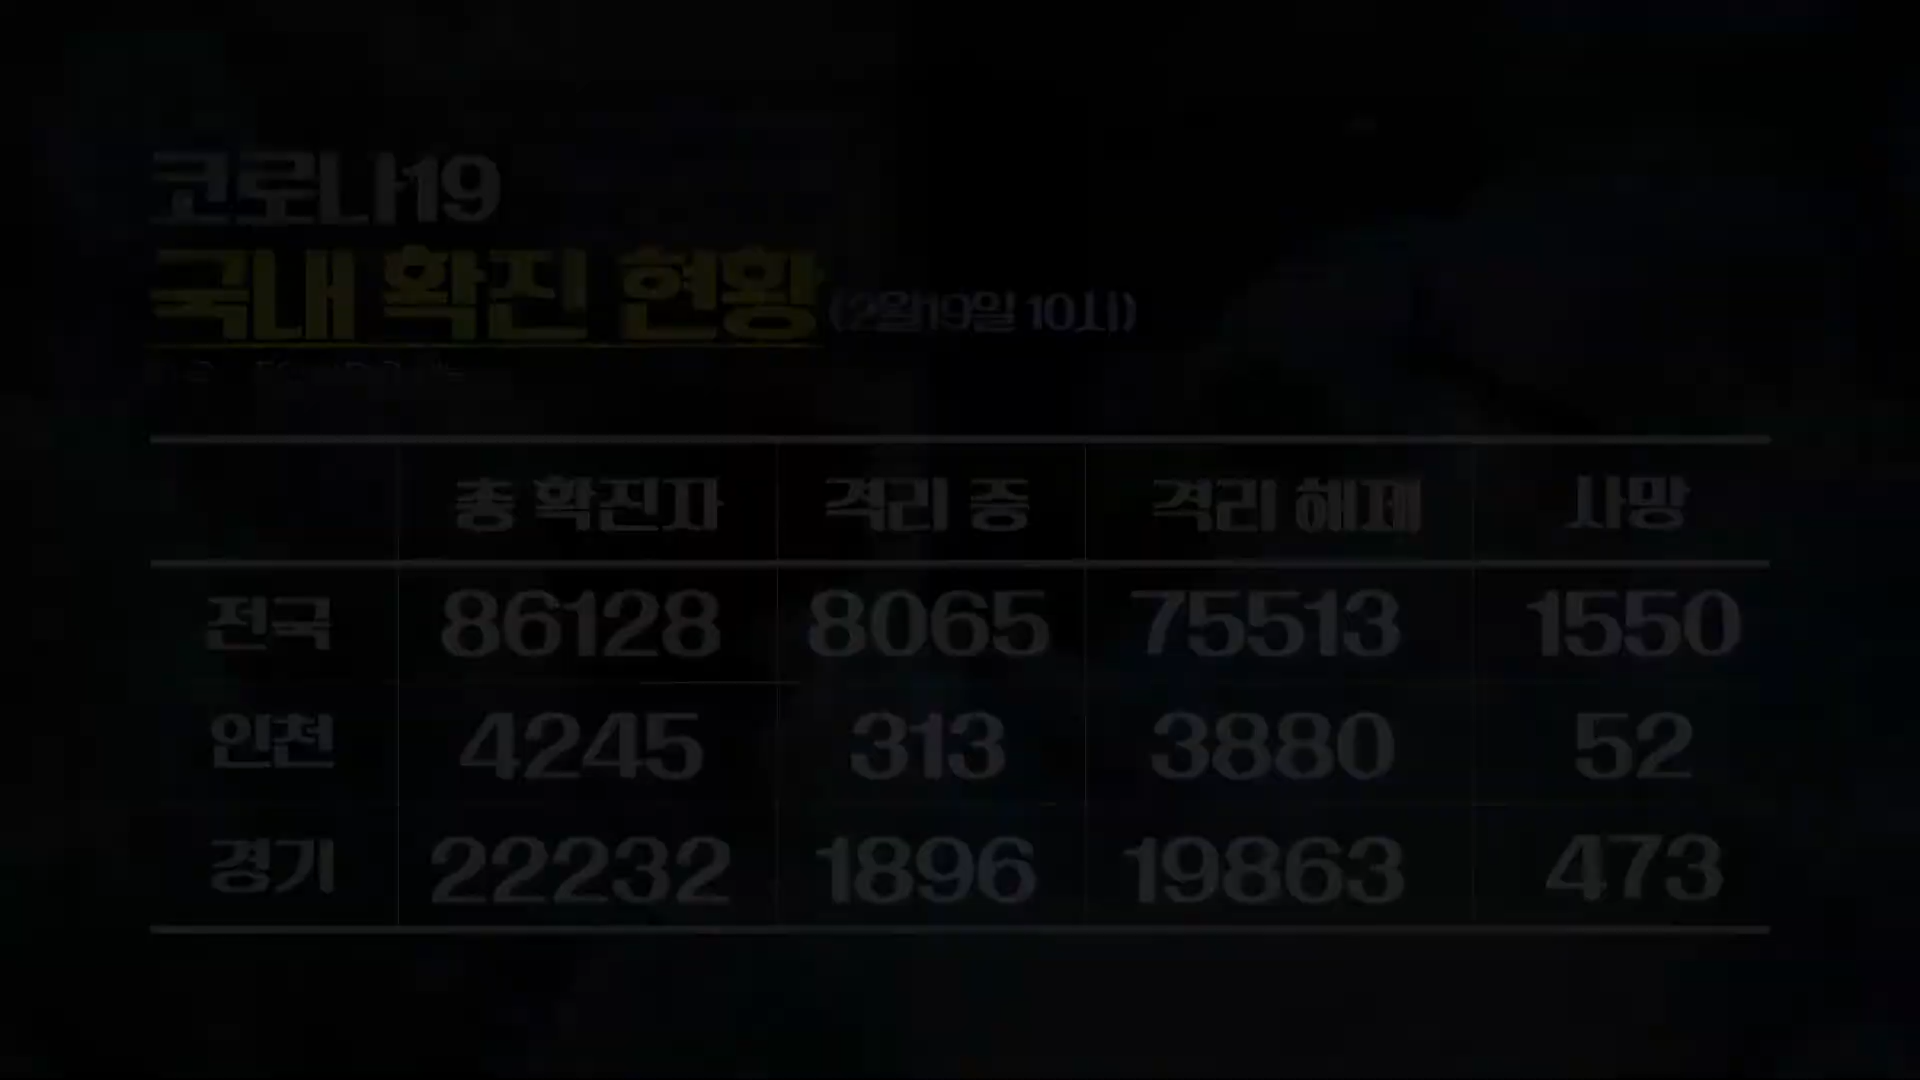 코로나19
국내 확진 현황 (2월19일 10시)
총 확진자 격리 중 격리 해제 사망
전국 86128 8065 75513 1550
인천 4245 313 3880 52
경기 22232 1896 19863 473